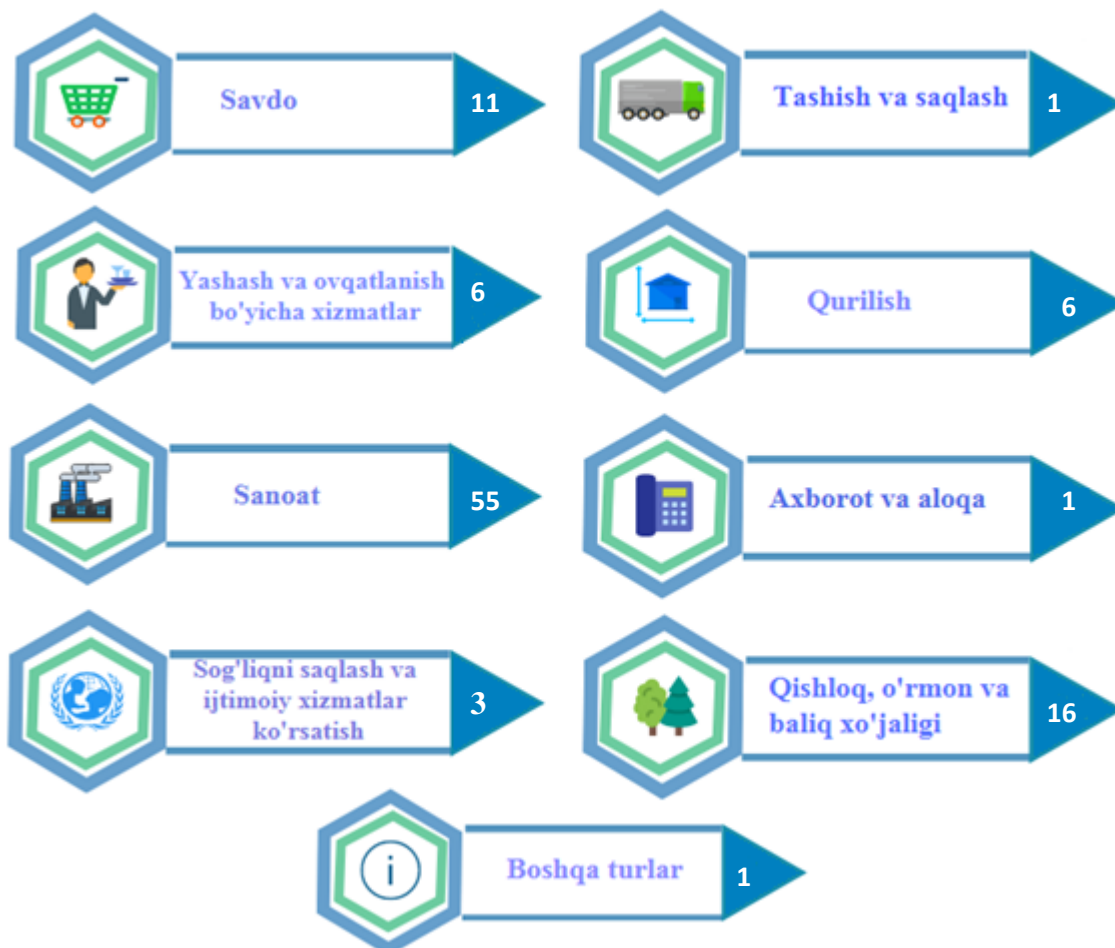 Savdo
11
Tashish va saqlash
1
Yashash va ovqatlanish
bo'yicha xizmatlar
6
Qurilish
6
Sanoat
55
Axborot va aloqa
1
Sog'liqni saqlash va
ijtimoiy xizmatlar
ko'rsatish
3
Qishloq, o'rmon va
baliq xo'jaligi
16
i
Boshqa turlar
1